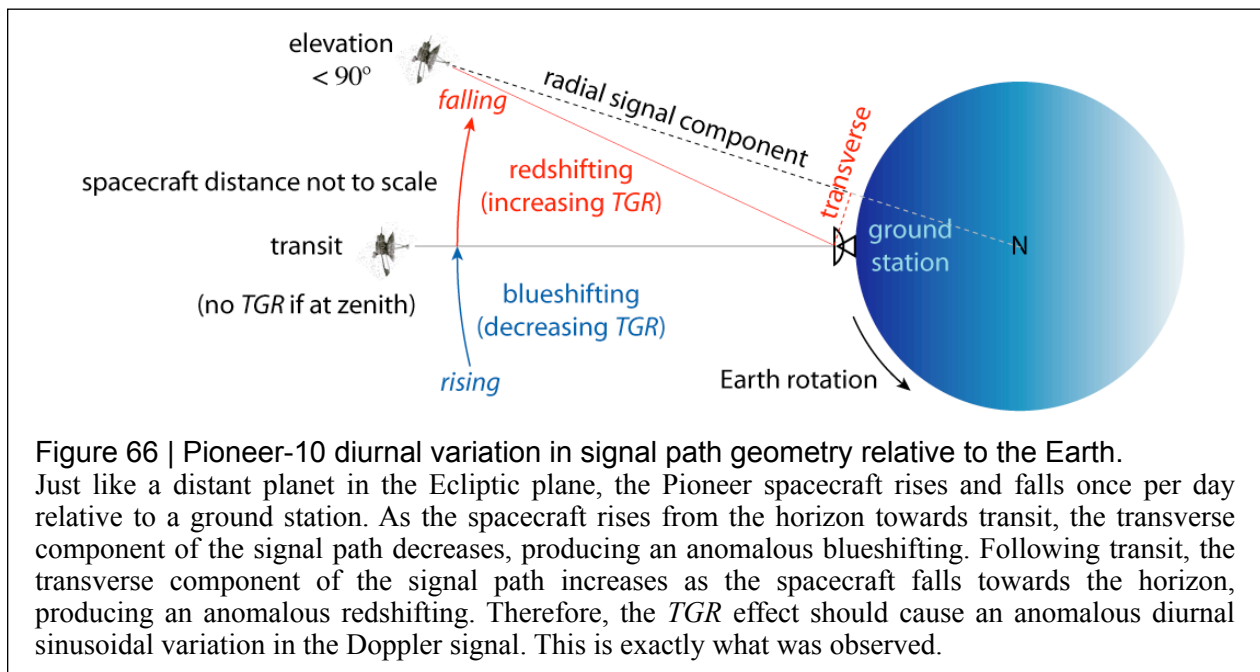 elevation
< 90°
falling
radial signal component
transverse
spacecraft distance not to scale
redshifting
(increasing TGR)
transit
ground
station
N
(no TGR if at zenith)
blueshifting
(decreasing TGR)
rising
Earth rotation
Figure 66 | Pioneer-10 diurnal variation in signal path geometry relative to the Earth.
Just like a distant planet in the Ecliptic plane, the Pioneer spacecraft rises and falls once per day
relative to a ground station. As the spacecraft rises from the horizon towards transit, the transverse
component of the signal path decreases, producing an anomalous blueshifting. Following transit, the
transverse component of the signal path increases as the spacecraft falls towards the horizon,
producing an anomalous redshifting. Therefore, the TGR effect should cause an anomalous diurnal
sinusoidal variation in the Doppler signal. This is exactly what was observed.